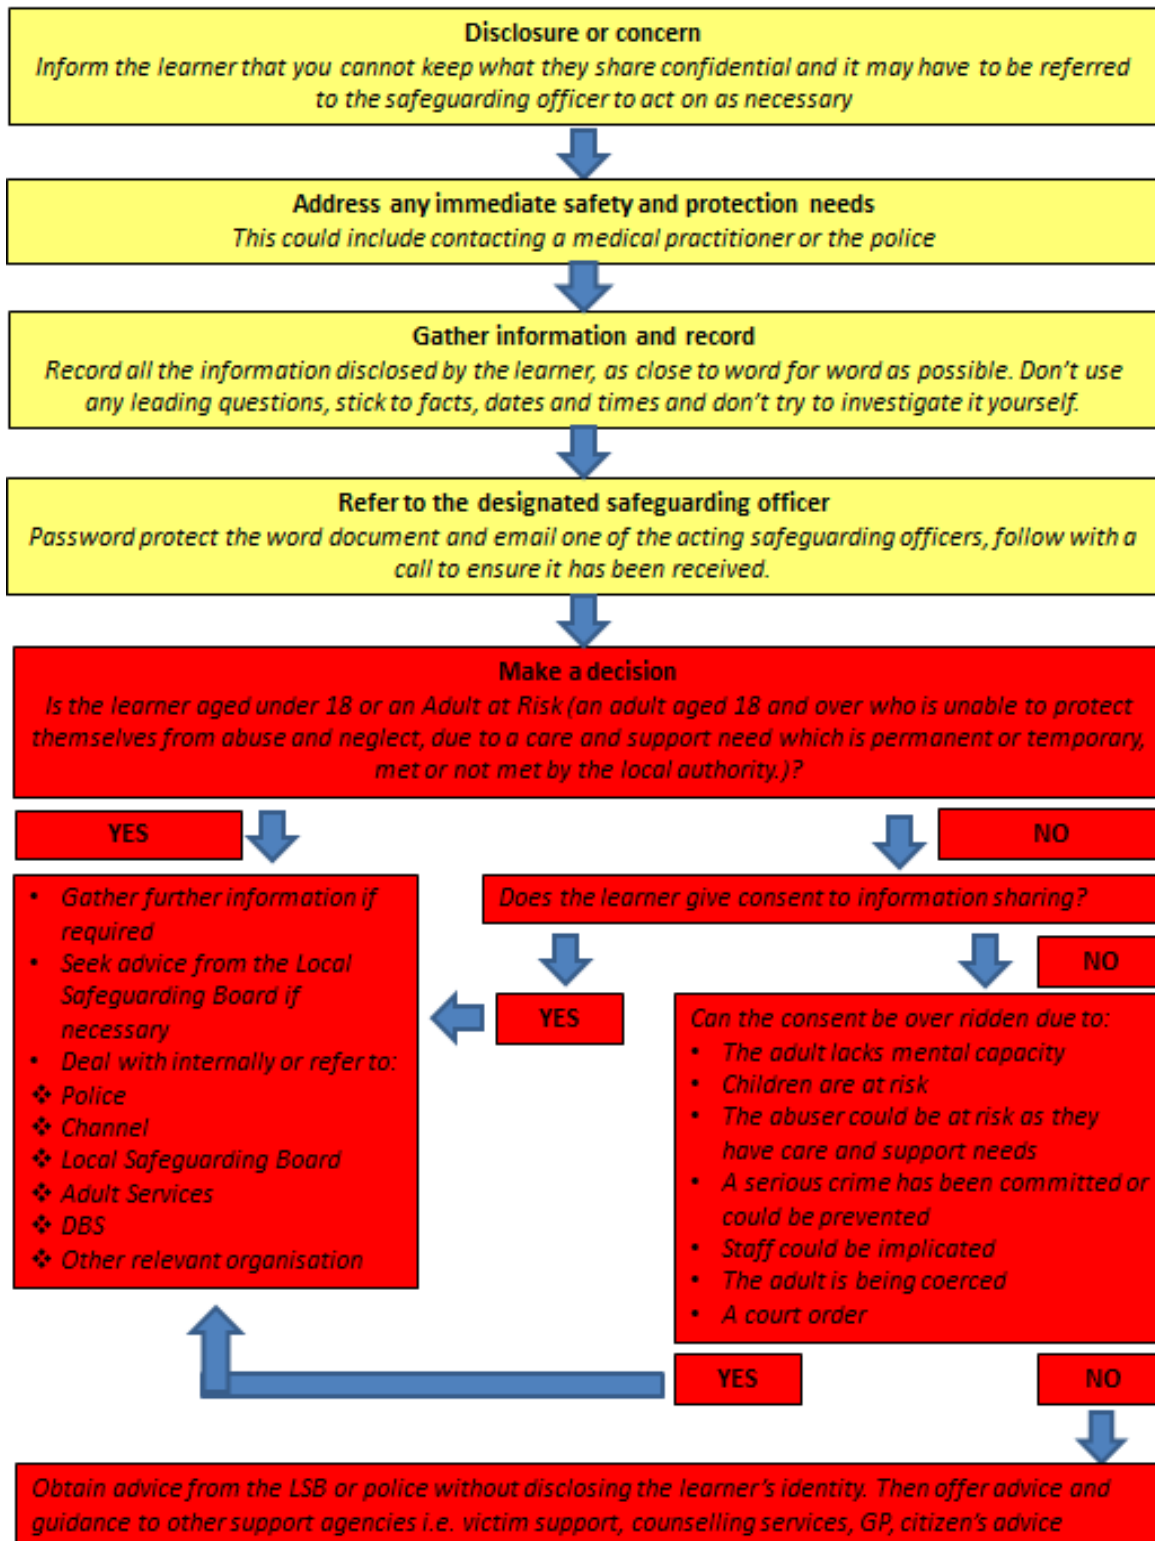 Disclosure or concern
Inform the learner that you cannot keep what they share confidential and it may have to be referred
to the safeguarding officer to act on as necessary
Address any immediate safety and protection needs
This could include contacting a medical practitioner or the police
Gather information and record
Record all the information disclosed by the learner, as close to word for word as possible. Don't use
any leading questions, stick to facts, dates and times and don't try to investigate it yourself.
Refer to the designated safeguarding officer
Password protect the word document and email one of the acting safeguarding officers, follow with a
call to ensure it has been received.
Make a decision
Is the learner aged under 18 or an Adult at Risk (an adult aged 18 and over who is unable to protect
themselves from abuse and neglect, due to a care and support need which is permanent or temporary,
met or not met by the local authority.)?
YES
NO
• Gather further information if
required
• Seek advice from the Local
Safeguarding Board if
necessary
• Deal with internally or refer to:
❖ Police
❖ Channel
❖ Local Safeguarding Board
❖ Adult Services
❖ DBS
❖ Other relevant organisation
Does the learner give consent to information sharing?
YES
NO
Can the consent be over ridden due to:
• The adult lacks mental capacity
• Children are at risk
• The abuser could be at risk as they
have care and support needs
• A serious crime has been committed or
could be prevented
• Staff could be implicated
• The adult is being coerced
• A court order
YES
NO
Obtain advice from the LSB or police without disclosing the learner's identity. Then offer advice and
guidance to other support agencies i.e. victim support, counselling services, GP, citizen's advice